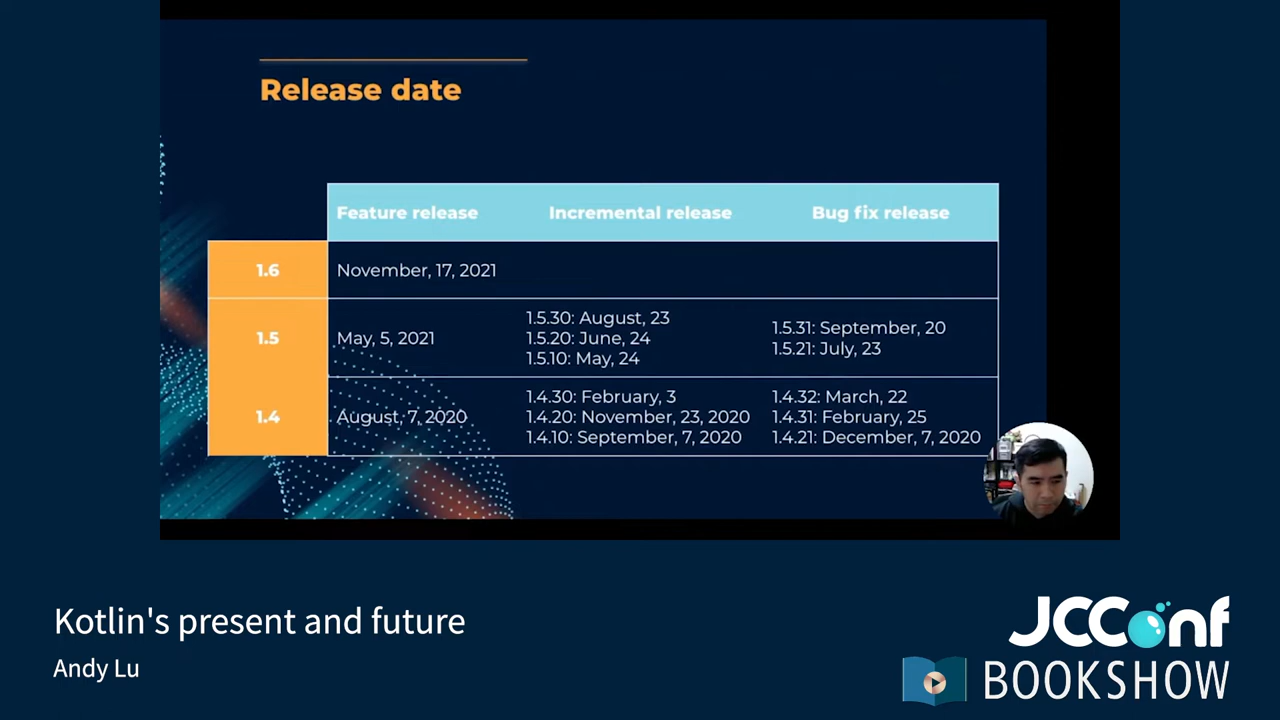 Release date
Feature release Incremental release Bug fix release
1.6 November, 17, 2021
1.5 May, 5, 2021
1.5.30: August, 23
1.5.20: June, 24
1.5.10: May, 24
1.5.31: September, 20
1.5.21: July, 23
1.4 August, 7, 2020
1.4.30: February, 3
1.4.20: November, 23, 2020
1.4.10: September, 7, 2020
1.4.32: March, 22
1.4.31: February, 25
1.4.21: December, 7, 2020
Kotlin's present and future
Andy Lu
JCConf
BOOKSHOW